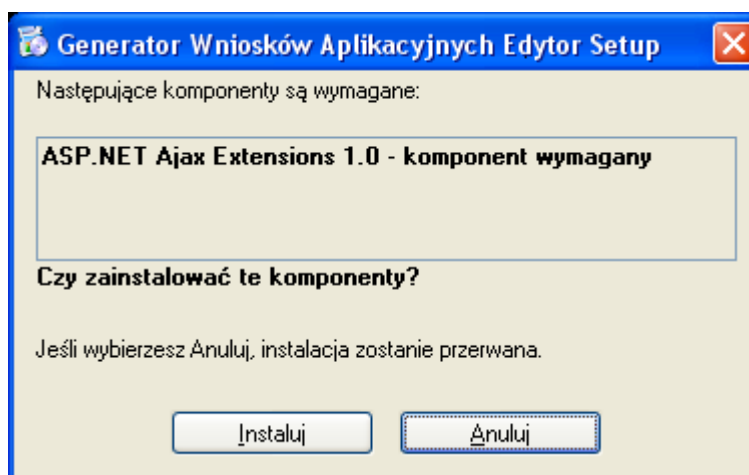 Generator Wniosków Aplikacyjnych Edytor Setup
Następujące komponenty są wymagane:
ASP.NET Ajax Extensions 1.0 - komponent wymagany
Czy zainstalować te komponenty?
Jeśli wybierzesz Anuluj, instalacja zostanie przerwana.
Instaluj
Anuluj